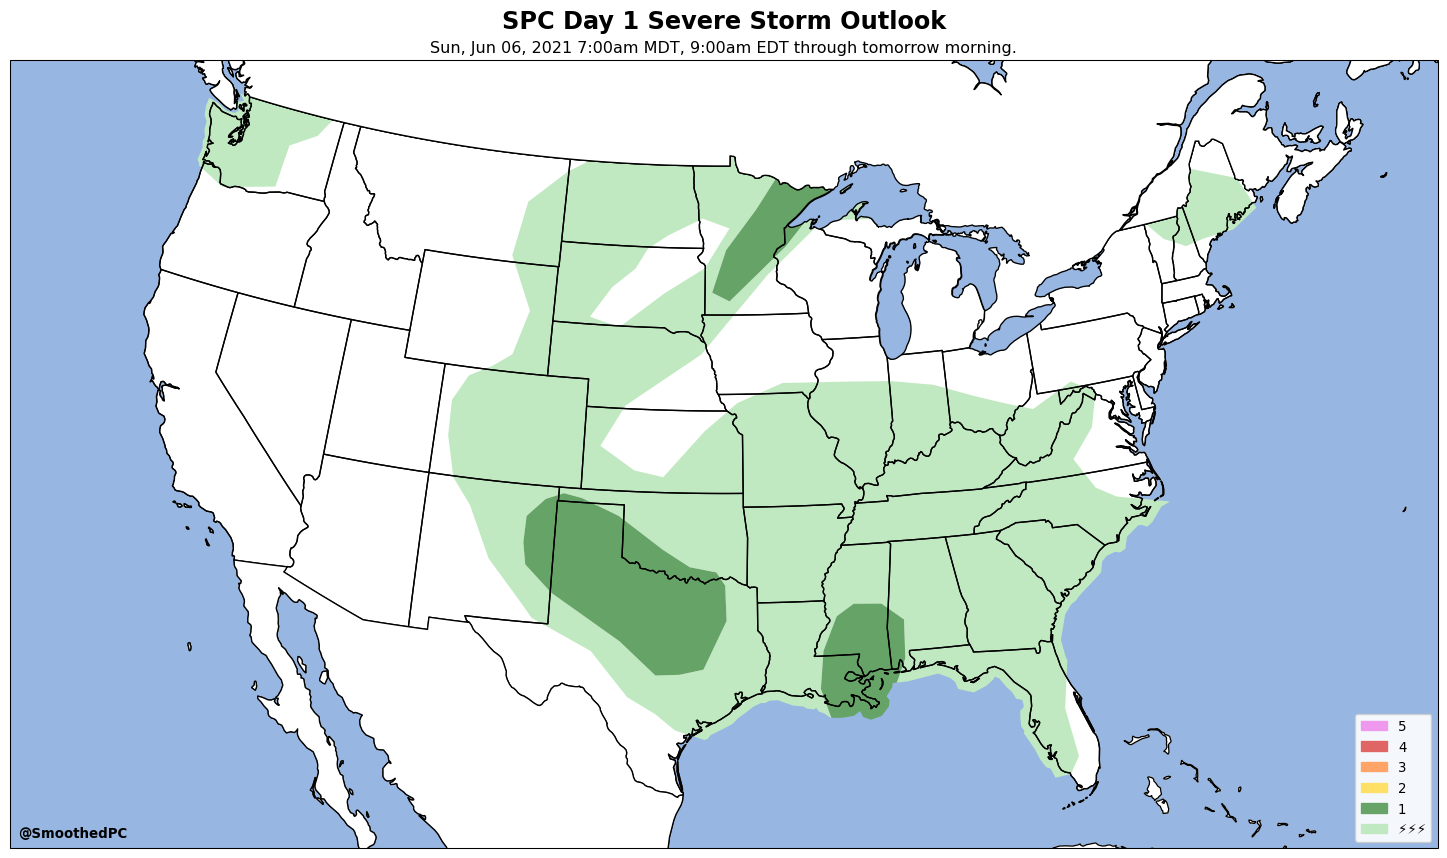 SPC Day 1 Severe Storm Outlook
Sun, Jun 06, 2021 7:00am MDT, 9:00am EDT through tomorrow morning.
5
4
3
2
1
⚡⚡⚡
@SmoothedPC